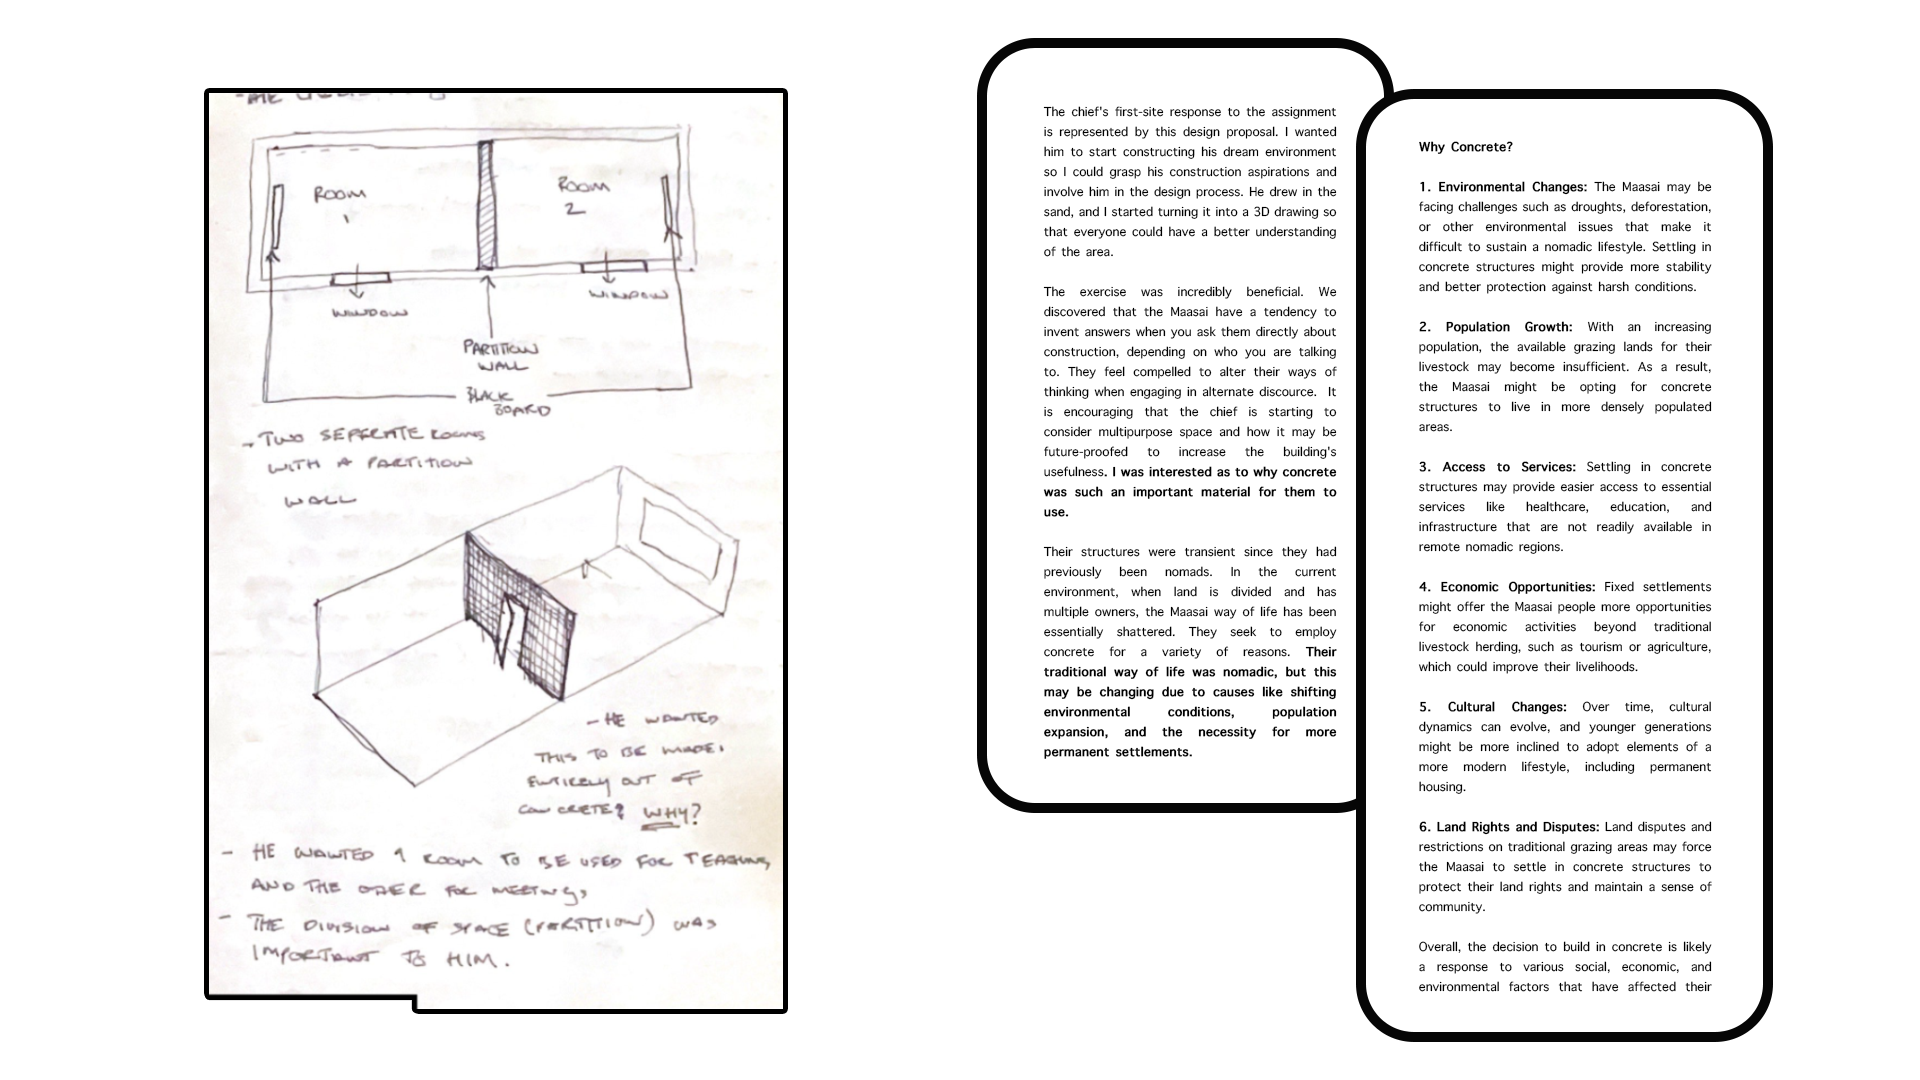 ROOM
1
ROOM
2
WINDOW
WINDOW
PARTITION
WALL
BLACK
BOARD
- TWO SEPERATE ROOMS
WITH A PARTITION
WALL
- HE WANTED
THIS TO BE MADE
ENTIRELY OUT OF
CONCRETE? WHY?
- HE WANTED 1 ROOM TO BE USED FOR TEACHING,
AND THE OTHER FOR MEETINGS
- THE DIVISION OF SPACE (PARTITION) WAS
IMPORTANT TO HIM.
The chief's first-site response to the assignment
is represented by this design proposal. I wanted
him to start constructing his dream environment
so I could grasp his construction aspirations and
involve him in the design process. He drew in the
sand, and I started turning it into a 3D drawing so
that everyone could have a better understanding
of the area.
The exercise was incredibly beneficial. We
discovered that the Maasai have a tendency to
invent answers when you ask them directly about
construction, depending on who you are talking
to. They feel compelled to alter their ways of
thinking when engaging in alternate discource. It
is encouraging that the chief is starting to
consider multipurpose space and how it may be
future-proofed to increase the building's
usefulness. I was interested as to why concrete
was such an important material for them to
use.
Their structures were transient since they had
previously been nomads. In the current
environment, when land is divided and has
multiple owners, the Maasai way of life has been
essentially shattered. They seek to employ
concrete for a variety of reasons. Their
traditional way of life was nomadic, but this
may be changing due to causes like shifting
environmental conditions, population
expansion, and the necessity for more
permanent settlements.
Why Concrete?
1. Environmental Changes: The Maasai may be
facing challenges such as droughts, deforestation,
or other environmental issues that make it
difficult to sustain a nomadic lifestyle. Settling in
concrete structures might provide more stability
and better protection against harsh conditions.
2. Population Growth: With an increasing
population, the available grazing lands for their
livestock may become insufficient. As a result,
the Maasai might be opting for concrete
structures to live in more densely populated
areas.
3. Access to Services: Settling in concrete
structures may provide easier access to essential
services like healthcare, education, and
infrastructure that are not readily available in
remote nomadic regions.
4. Economic Opportunities: Fixed settlements
might offer the Maasai people more opportunities
for economic activities beyond traditional
livestock herding, such as tourism or agriculture,
which could improve their livelihoods.
5. Cultural Changes: Over time, cultural
dynamics can evolve, and younger generations
might be more inclined to adopt elements of a
more modern lifestyle, including permanent
housing.
6. Land Rights and Disputes: Land disputes and
restrictions on traditional grazing areas may force
the Maasai to settle in concrete structures to
protect their land rights and maintain a sense of
community.
Overall, the decision to build in concrete is likely
a response to various social, economic, and
environmental factors that have affected their